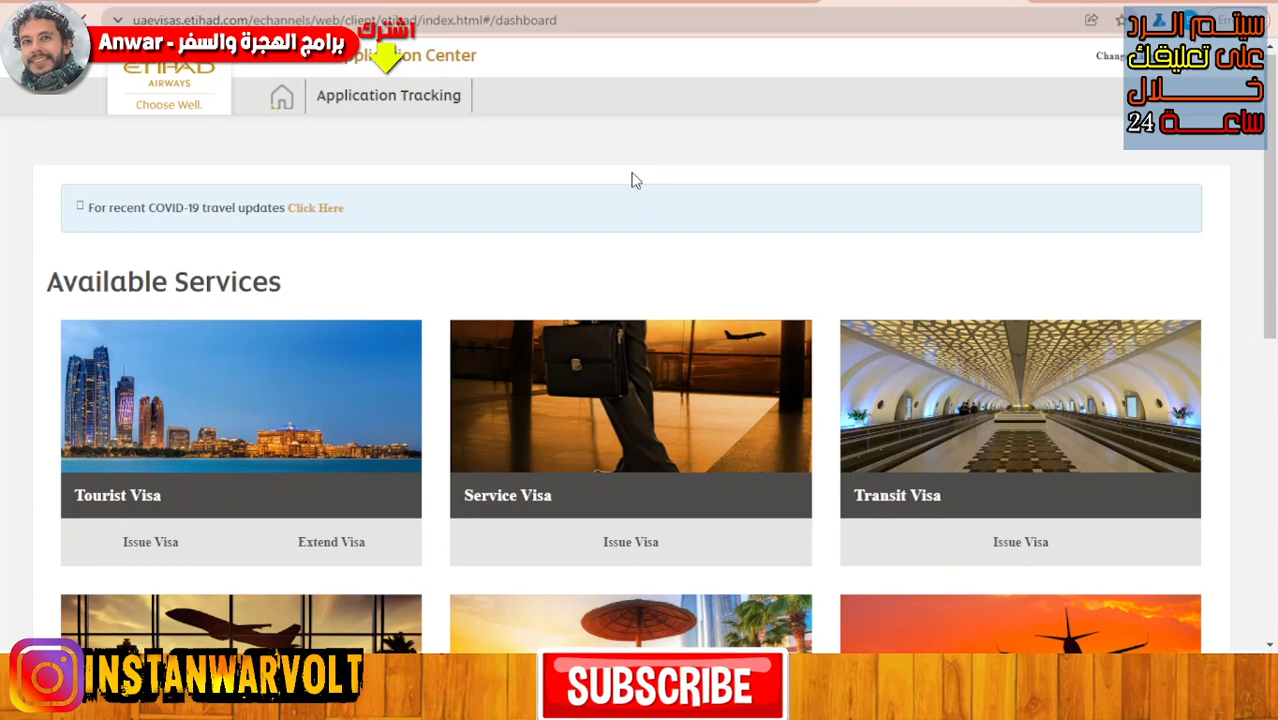 uaevisas.etihad.com/echannels/web/client/etihad/index.html#/dashboard
Anwar - برامج الهجرة والسفر
اشترك
سيتم الرد
على تعليقك
خلال
24 ساعة
ETIHAD
AIRWAYS
Choose Well.
Application Tracking
For recent COVID-19 travel updates Click Here
Available Services
Tourist Visa
Issue Visa Extend Visa
Service Visa
Issue Visa
Transit Visa
Issue Visa
INSTANWARVOLT
SUBSCRIBE